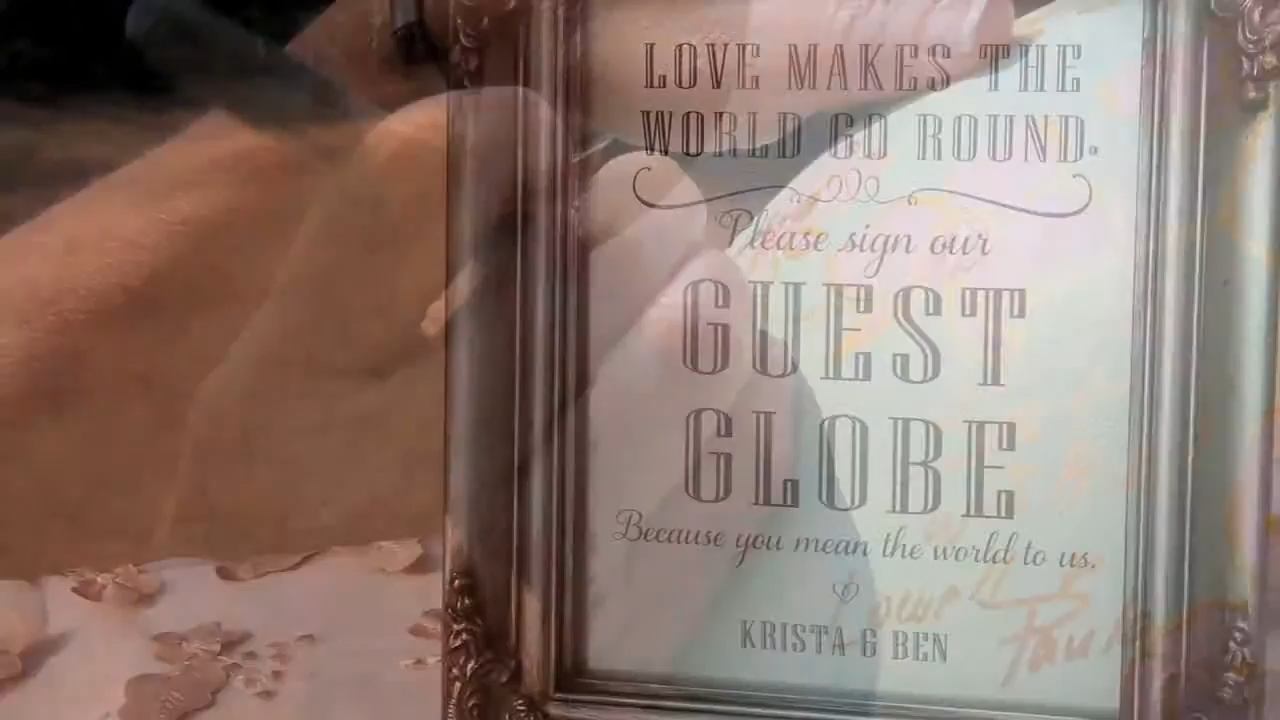 LOVE MAKES THE
WORLD GO ROUND.
Please sign our
GUEST
GLOBE
Because you mean the world to us.
KRISTA & BEN